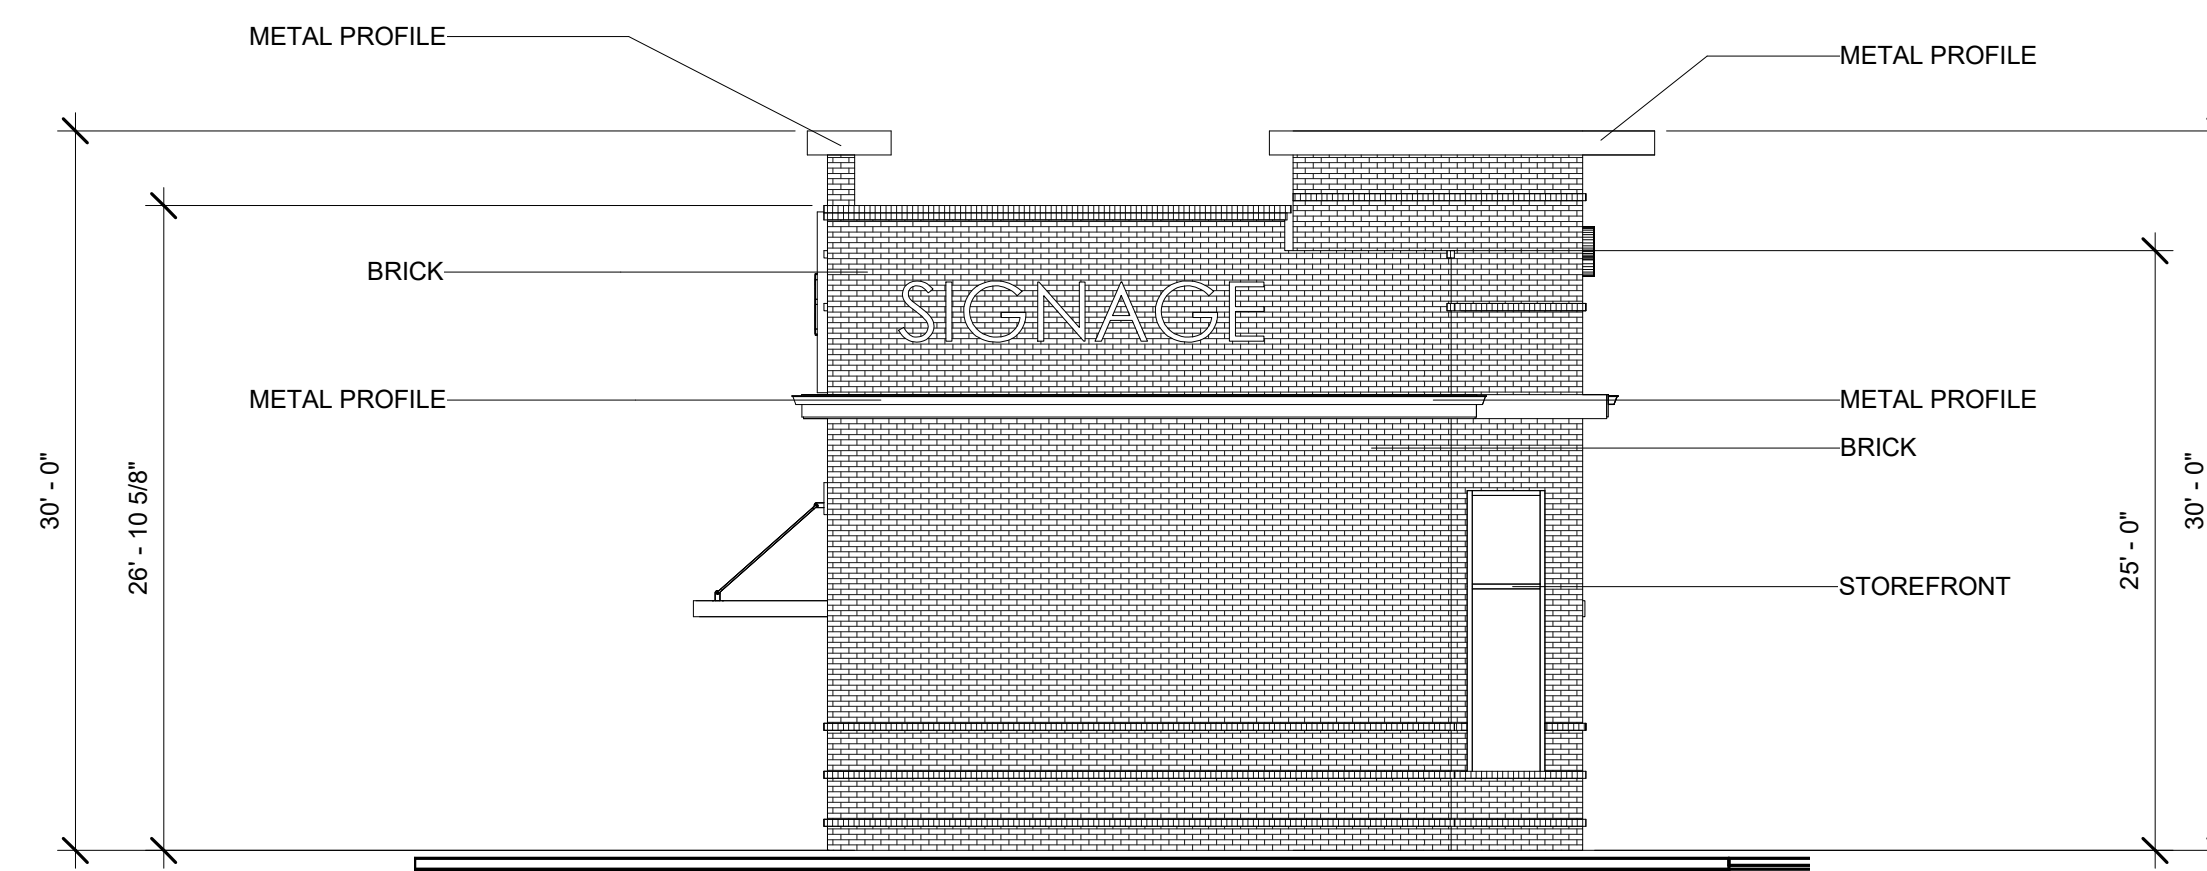 METAL PROFILE
METAL PROFILE
BRICK
SIGNAGE
METAL PROFILE
METAL PROFILE
BRICK
30' - 0"
26' - 10 5/8"
25' - 0"
30' - 0"
STOREFRONT